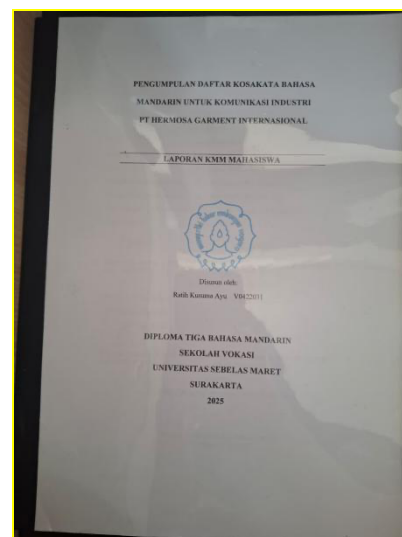 PENGUMPULAN DAFTAR KOSAKATA BAHASA
MANDARIN UNTUK KOMUNIKASI INDUSTRI
PT HERMOSA GARMENT INTERNASIONAL
LAPORAN KMM MAHASISWA
Disusun oleh:
Ratih Kusuma Ayu V0422031
DIPLOMA TIGA BAHASA MANDARIN
SEKOLAH VOKASI
UNIVERSITAS SEBELAS MARET
SURAKARTA
2025